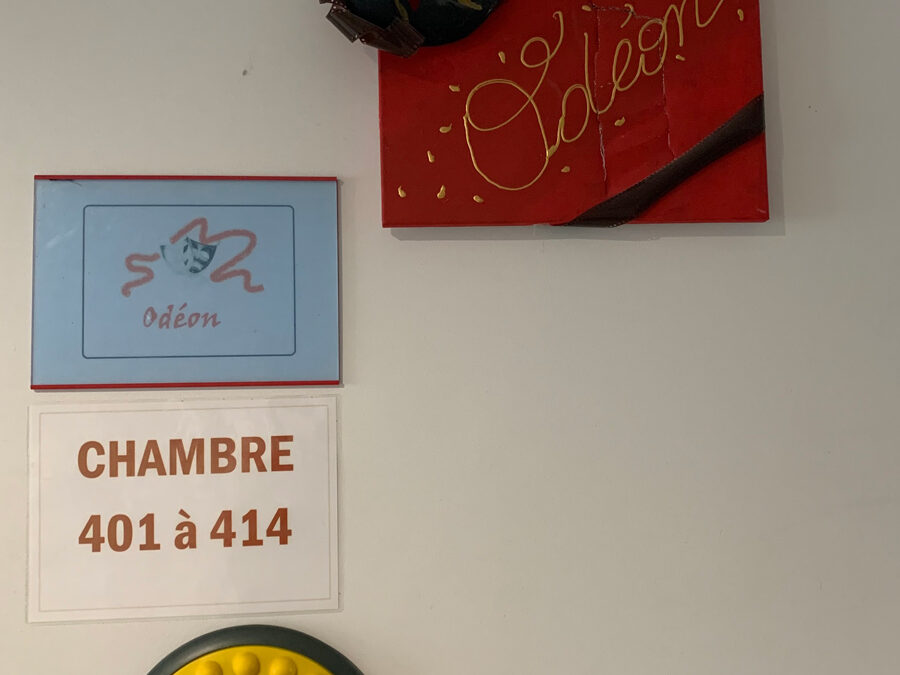 Odéon
Odéon
CHAMBRE
401 à 414